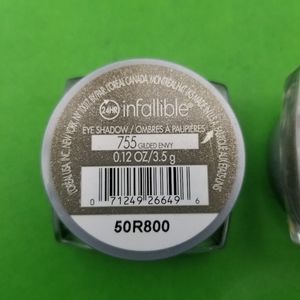 24HR infallible®
EYE SHADOW / OMBRES À PAUPIÈRES
755 GILDED ENVY
0.12 OZ/3.5 g
0 71249 26649 6
50R800